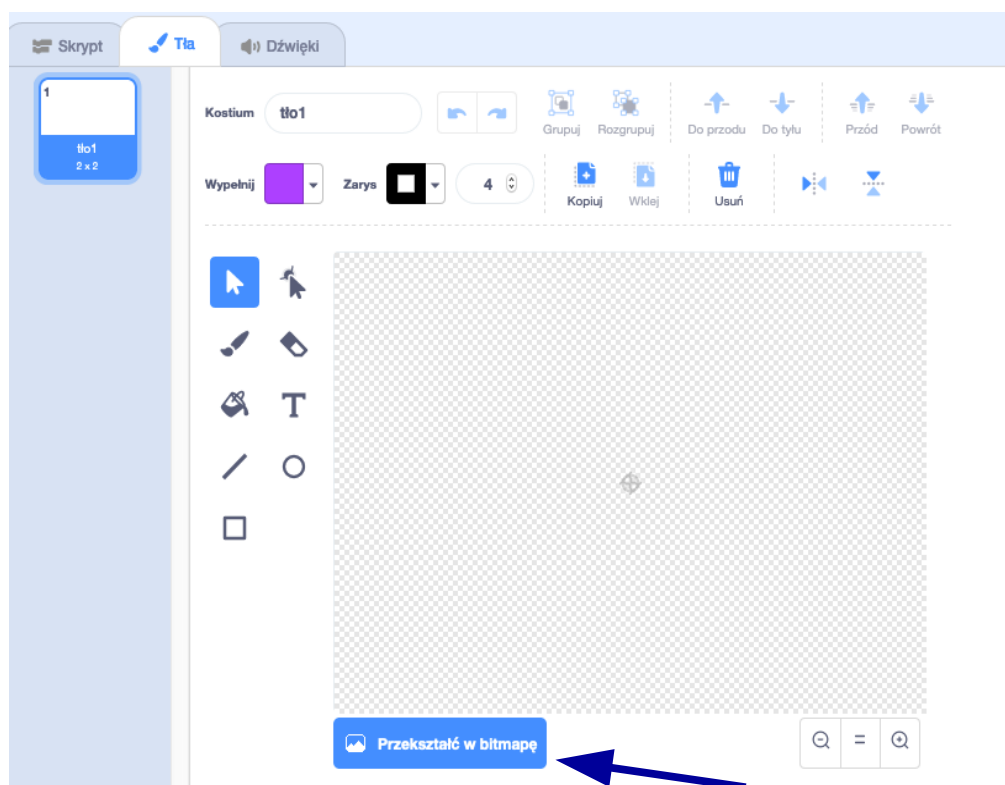 Skrypt
Tła
Dźwięki
1
tło1
2 x 2
Kostium tło1
Grupuj Rozgrupuj Do przodu Do tyłu Przód Powrót
Wypełnij Zarys 4
Kopiuj Wklej Usuń
T
Przekształć w bitmapę
=